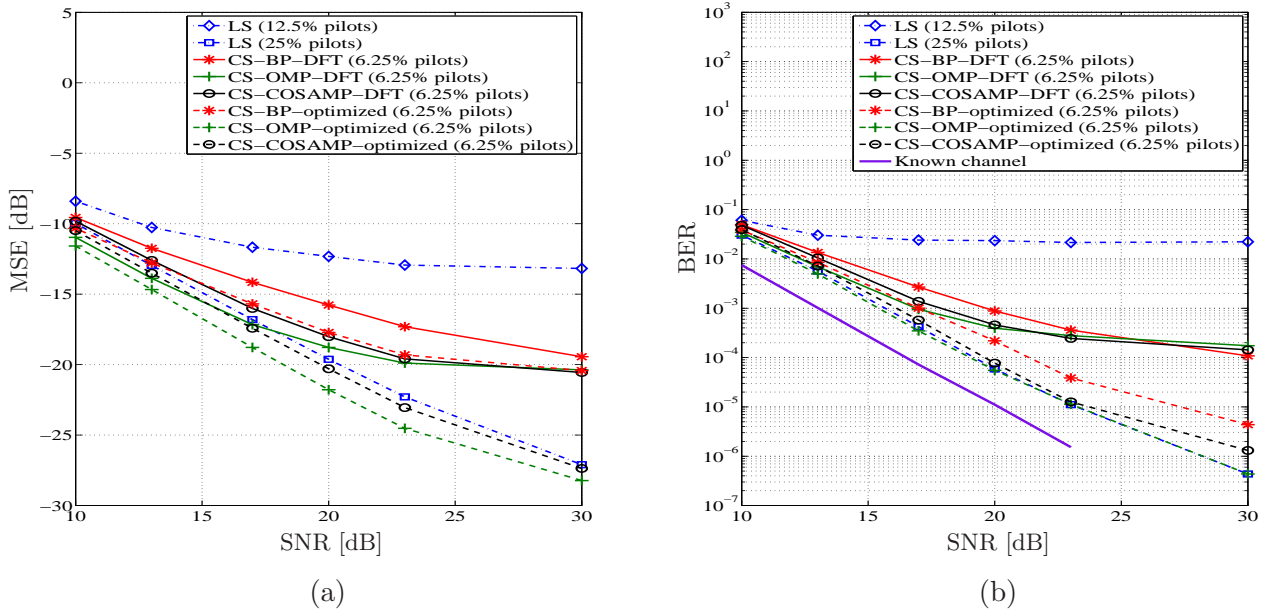 5
0
−5
−10
−15
−20
−25
−30
10
15
20
25
30
MSE [dB]
SNR [dB]
LS (12.5% pilots)
LS (25% pilots)
CS−BP−DFT (6.25% pilots)
CS−OMP−DFT (6.25% pilots)
CS−COSAMP−DFT (6.25% pilots)
CS−BP−optimized (6.25% pilots)
CS−OMP−optimized (6.25% pilots)
CS−COSAMP−optimized (6.25% pilots)
(a)
10^3
10^2
10^1
10^0
10^−1
10^−2
10^−3
10^−4
10^−5
10^−6
10^−7
10
15
20
25
30
BER
SNR [dB]
LS (12.5% pilots)
LS (25% pilots)
CS−BP−DFT (6.25% pilots)
CS−OMP−DFT (6.25% pilots)
CS−COSAMP−DFT (6.25% pilots)
CS−BP−optimized (6.25% pilots)
CS−OMP−optimized (6.25% pilots)
CS−COSAMP−optimized (6.25% pilots)
Known channel
(b)